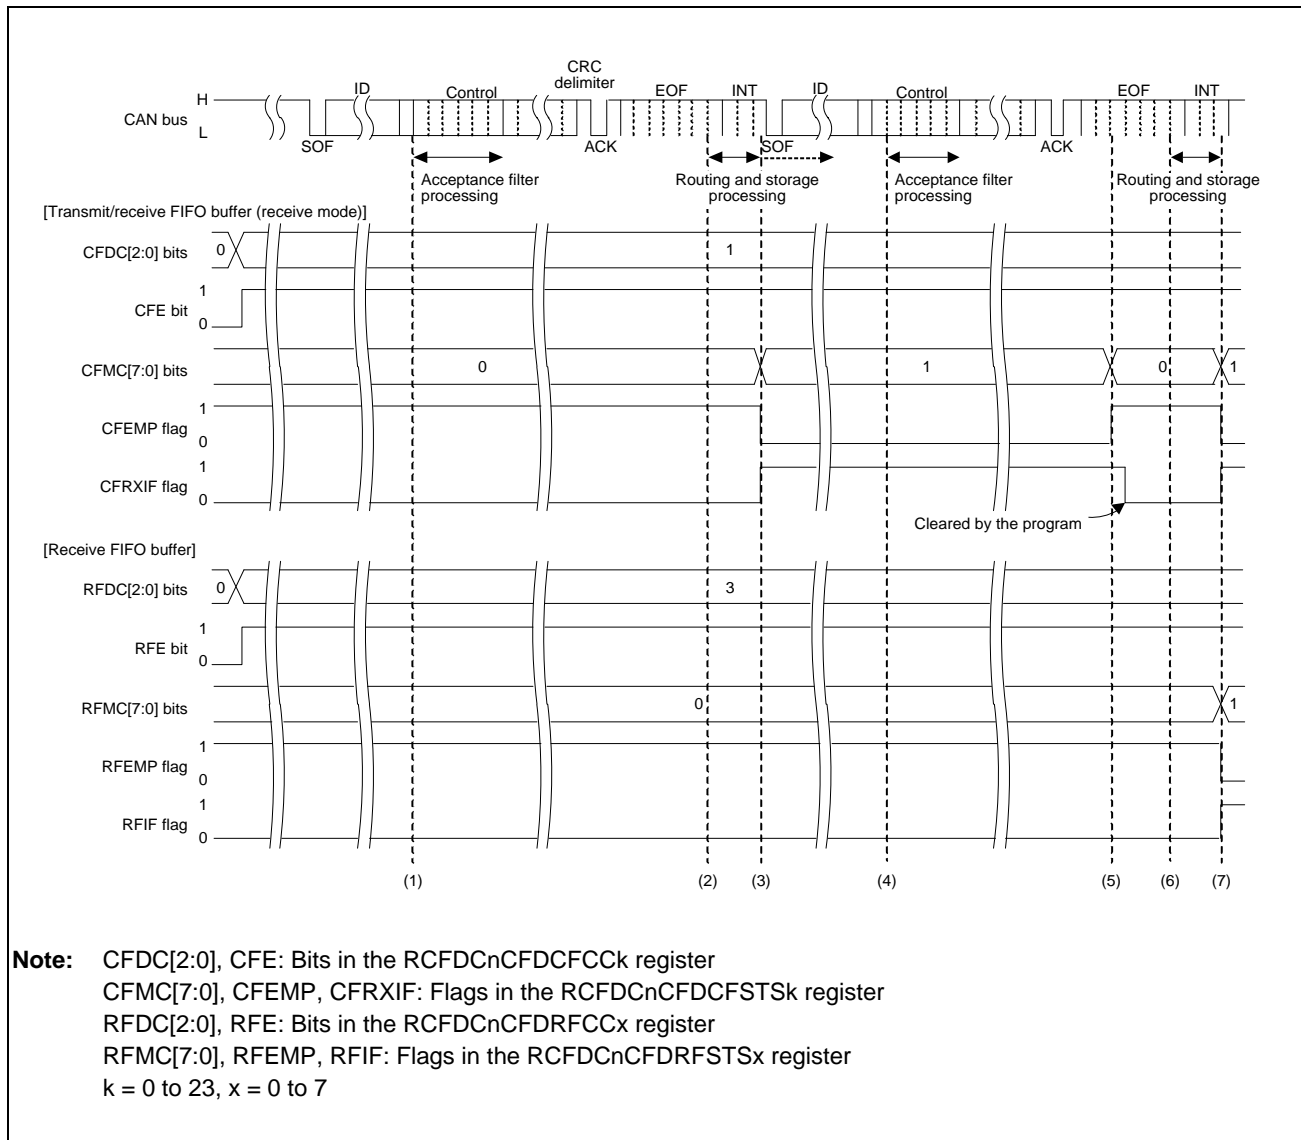 CRC
delimiter
ID Control EOF INT ID Control EOF INT
H
CAN bus
L
SOF ACK SOF ACK
Acceptance filter
processing
Routing and storage
processing
Acceptance filter
processing
Routing and storage
processing
[Transmit/receive FIFO buffer (receive mode)]
CFDC[2:0] bits 0 1
1
CFE bit
0
CFMC[7:0] bits 0 1 0 1
1
CFEMP flag
0
1
CFRXIF flag
0
Cleared by the program
[Receive FIFO buffer]
RFDC[2:0] bits 0 3
1
RFE bit
0
RFMC[7:0] bits 0 1
1
RFEMP flag
0
1
RFIF flag
0
(1) (2) (3) (4) (5) (6) (7)
Note: CFDC[2:0], CFE: Bits in the RCFDCnCFDCFCCk register
CFMC[7:0], CFEMP, CFRXIF: Flags in the RCFDCnCFDCFSTSk register
RFDC[2:0], RFE: Bits in the RCFDCnCFDRFCCx register
RFMC[7:0], RFEMP, RFIF: Flags in the RCFDCnCFDRFSTSx register
k = 0 to 23, x = 0 to 7